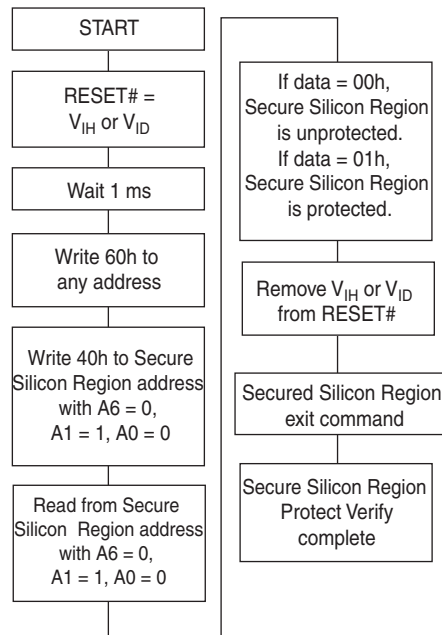 START
RESET# =
V_IH or V_ID
Wait 1 ms
Write 60h to
any address
Write 40h to Secure
Silicon Region address
with A6 = 0,
A1 = 1, A0 = 0
Read from Secure
Silicon Region address
with A6 = 0,
A1 = 1, A0 = 0
If data = 00h,
Secure Silicon Region
is unprotected.
If data = 01h,
Secure Silicon Region
is protected.
Remove V_IH or V_ID
from RESET#
Secured Silicon Region
exit command
Secure Silicon Region
Protect Verify
complete